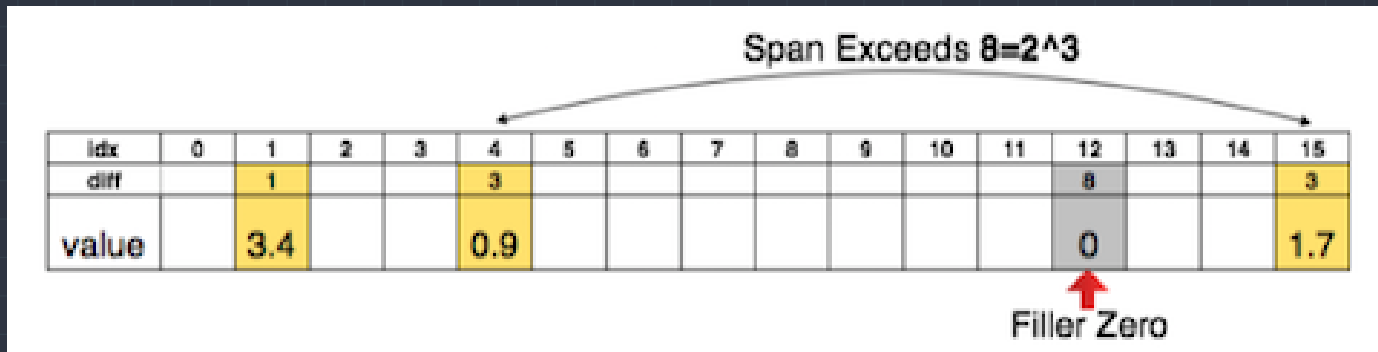 Span Exceeds 8=2^3
idx 0 1 2 3 4 5 6 7 8 9 10 11 12 13 14 15
diff 1 3 8 3
value 3.4 0.9 0 1.7
Filler Zero